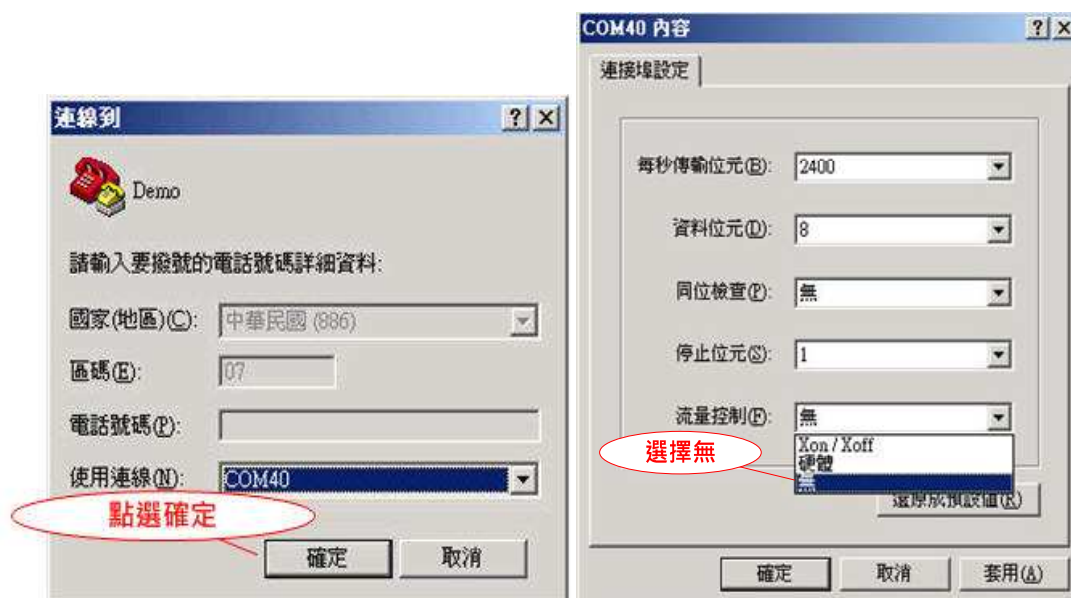 連線到
Demo
請輸入要撥號的電話號碼詳細資料:
國家(地區)(C): 中華民國 (886)
區碼(E): 07
電話號碼(P):
使用連線(N): COM40
點選確定
確定 取消
COM40 內容
連接埠設定
每秒傳輸位元(B): 2400
資料位元(D): 8
同位檢查(P): 無
停止位元(S): 1
流量控制(F): 無
Xon / Xoff
硬體
無
選擇無
還原成預設值(R)
確定 取消 套用(A)